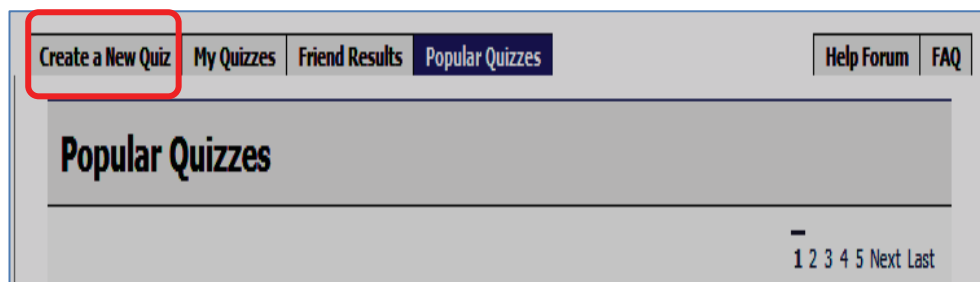 Create a New Quiz My Quizzes Friend Results Popular Quizzes Help Forum FAQ
Popular Quizzes
1 2 3 4 5 Next Last